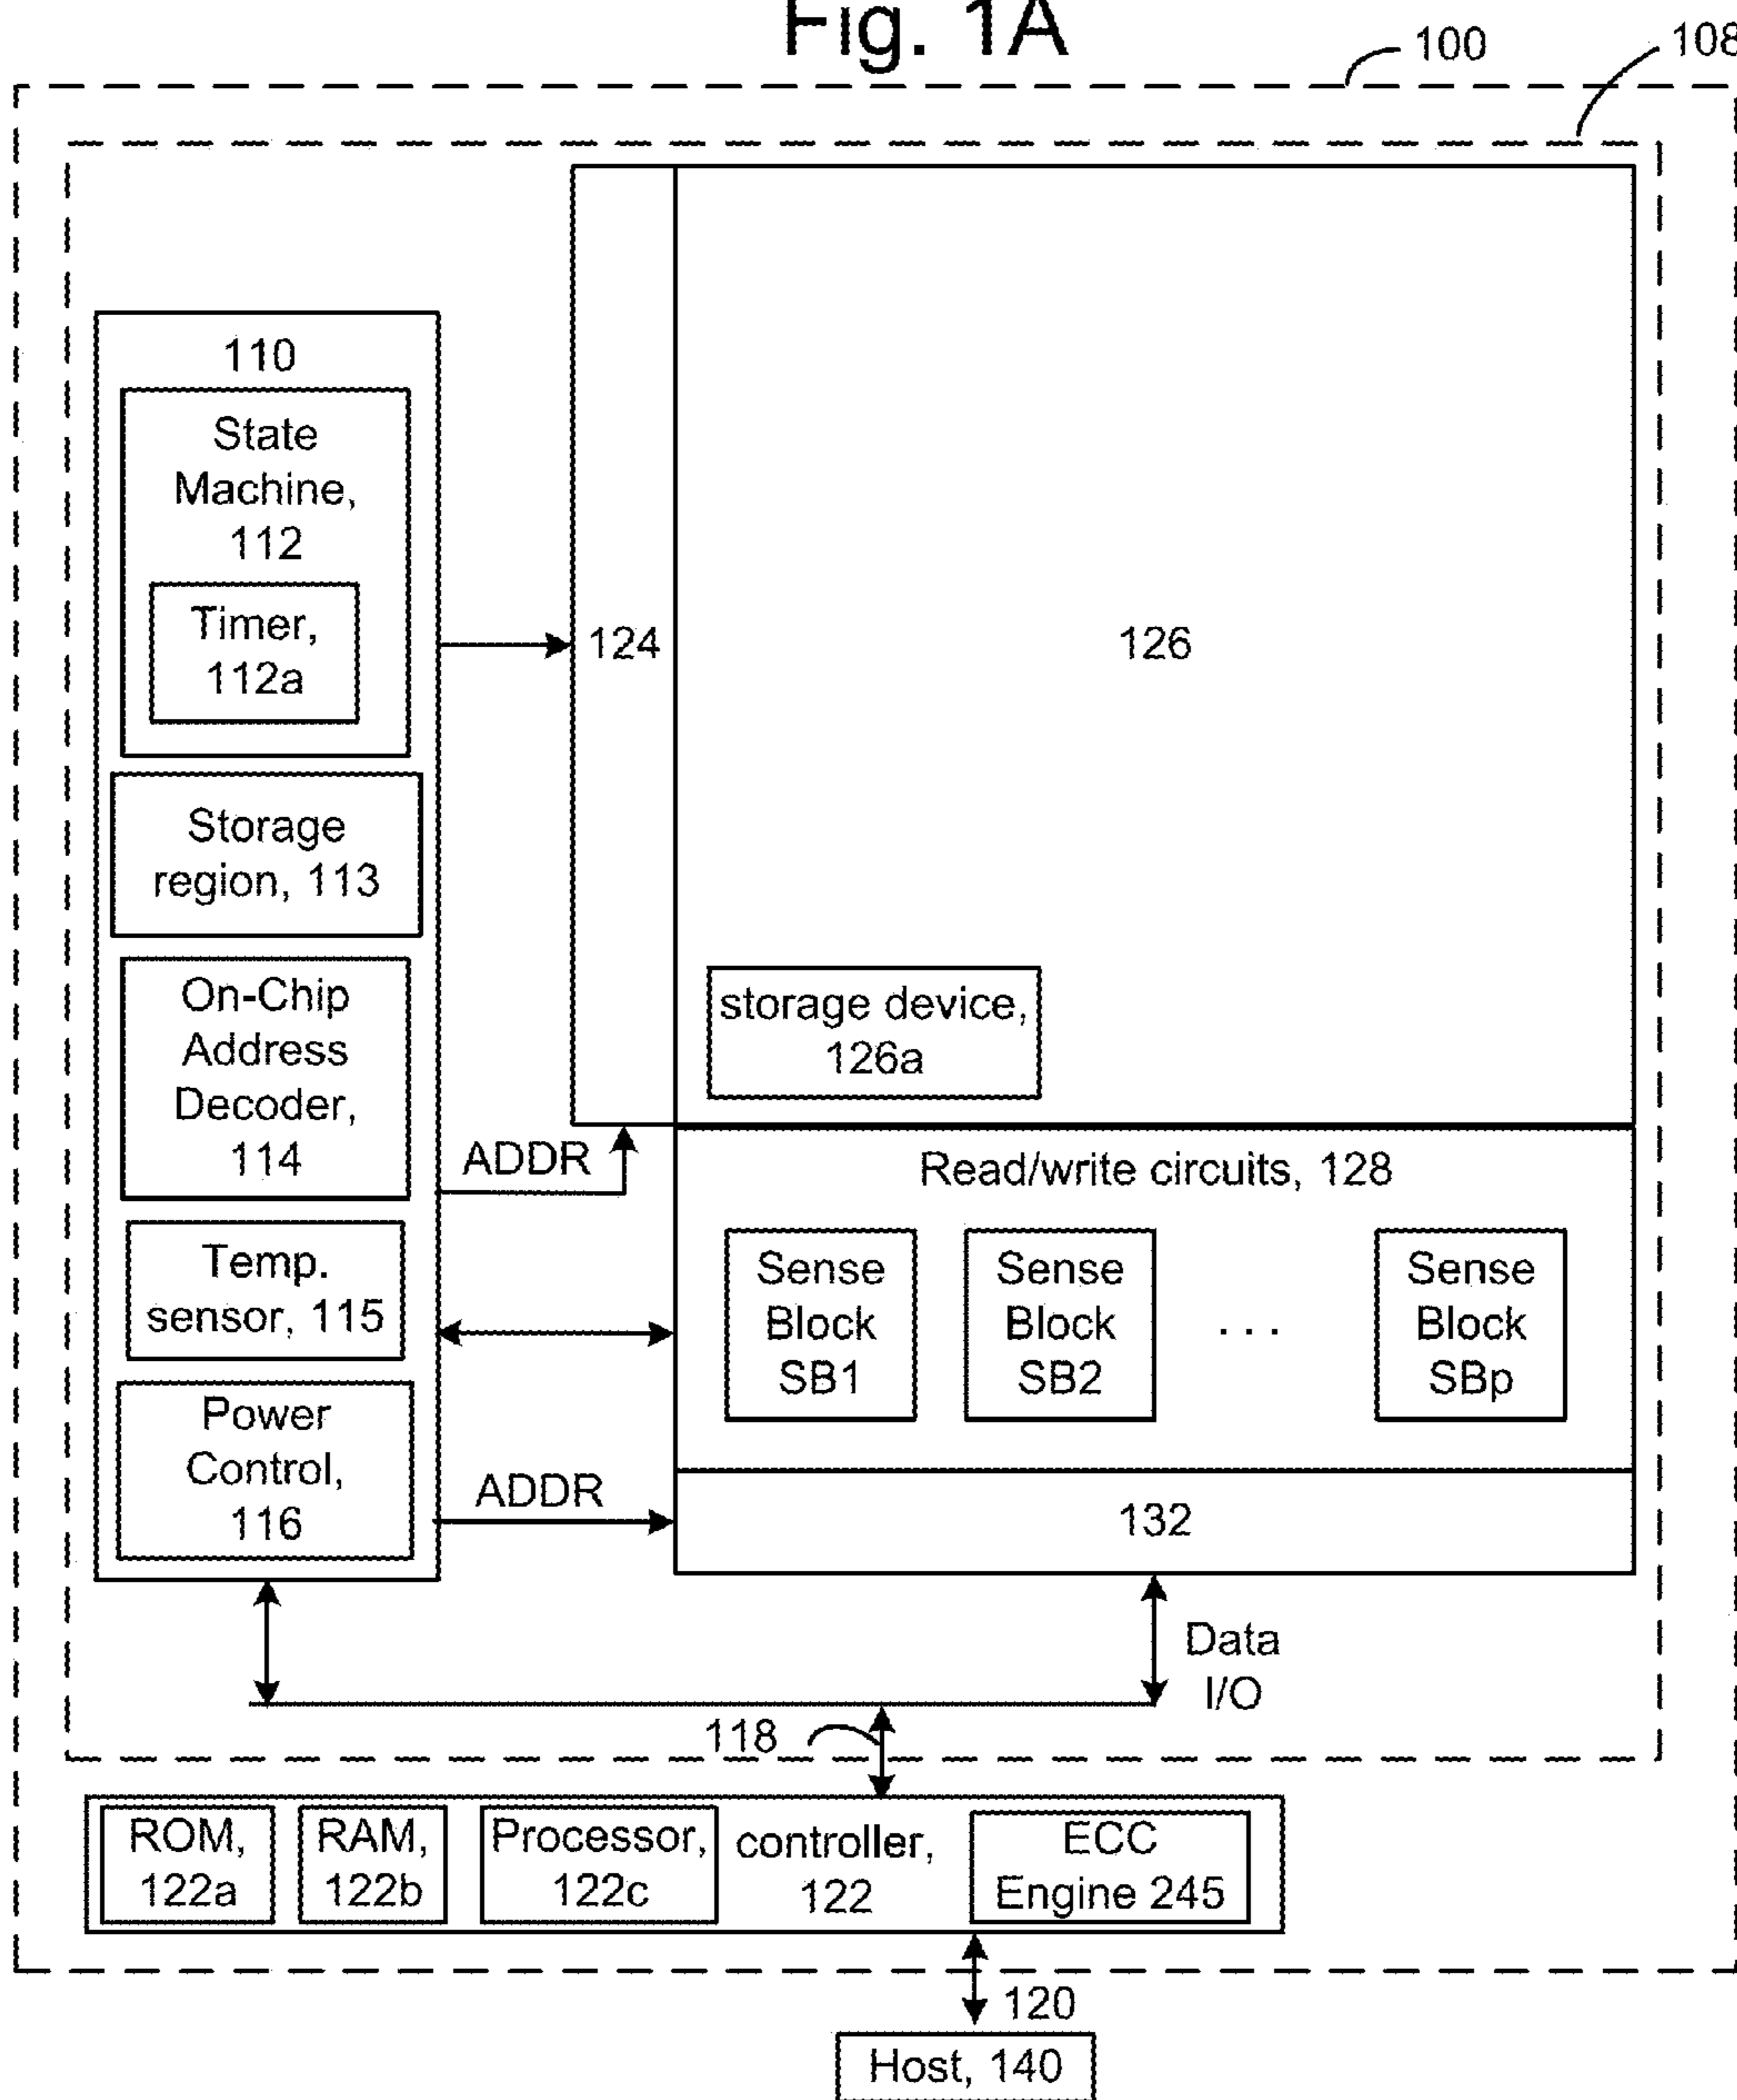 Fig. 1A
100
108
110
State
Machine,
112
Timer,
112a
Storage
region, 113
On-Chip
Address
Decoder,
114
Temp.
sensor, 115
Power
Control,
116
124
126
storage device,
126a
ADDR
Read/write circuits, 128
Sense
Block
SB1
Sense
Block
SB2
. . .
Sense
Block
SBp
ADDR
132
Data
I/O
118
ROM,
122a
RAM,
122b
Processor,
122c
controller,
122
ECC
Engine 245
120
Host, 140